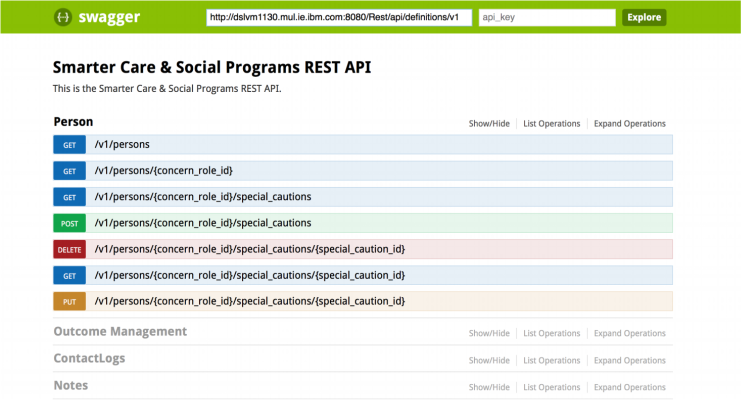 {···} swagger http://dslvm1130.mul.ie.ibm.com:8080/Rest/api/definitions/v1 api_key Explore
Smarter Care & Social Programs REST API
This is the Smarter Care & Social Programs REST API.
Person Show/Hide List Operations Expand Operations
GET /v1/persons
GET /v1/persons/{concern_role_id}
GET /v1/persons/{concern_role_id}/special_cautions
POST /v1/persons/{concern_role_id}/special_cautions
DELETE /v1/persons/{concern_role_id}/special_cautions/{special_caution_id}
GET /v1/persons/{concern_role_id}/special_cautions/{special_caution_id}
PUT /v1/persons/{concern_role_id}/special_cautions/{special_caution_id}
Outcome Management Show/Hide List Operations Expand Operations
ContactLogs Show/Hide List Operations Expand Operations
Notes Show/Hide List Operations Expand Operations